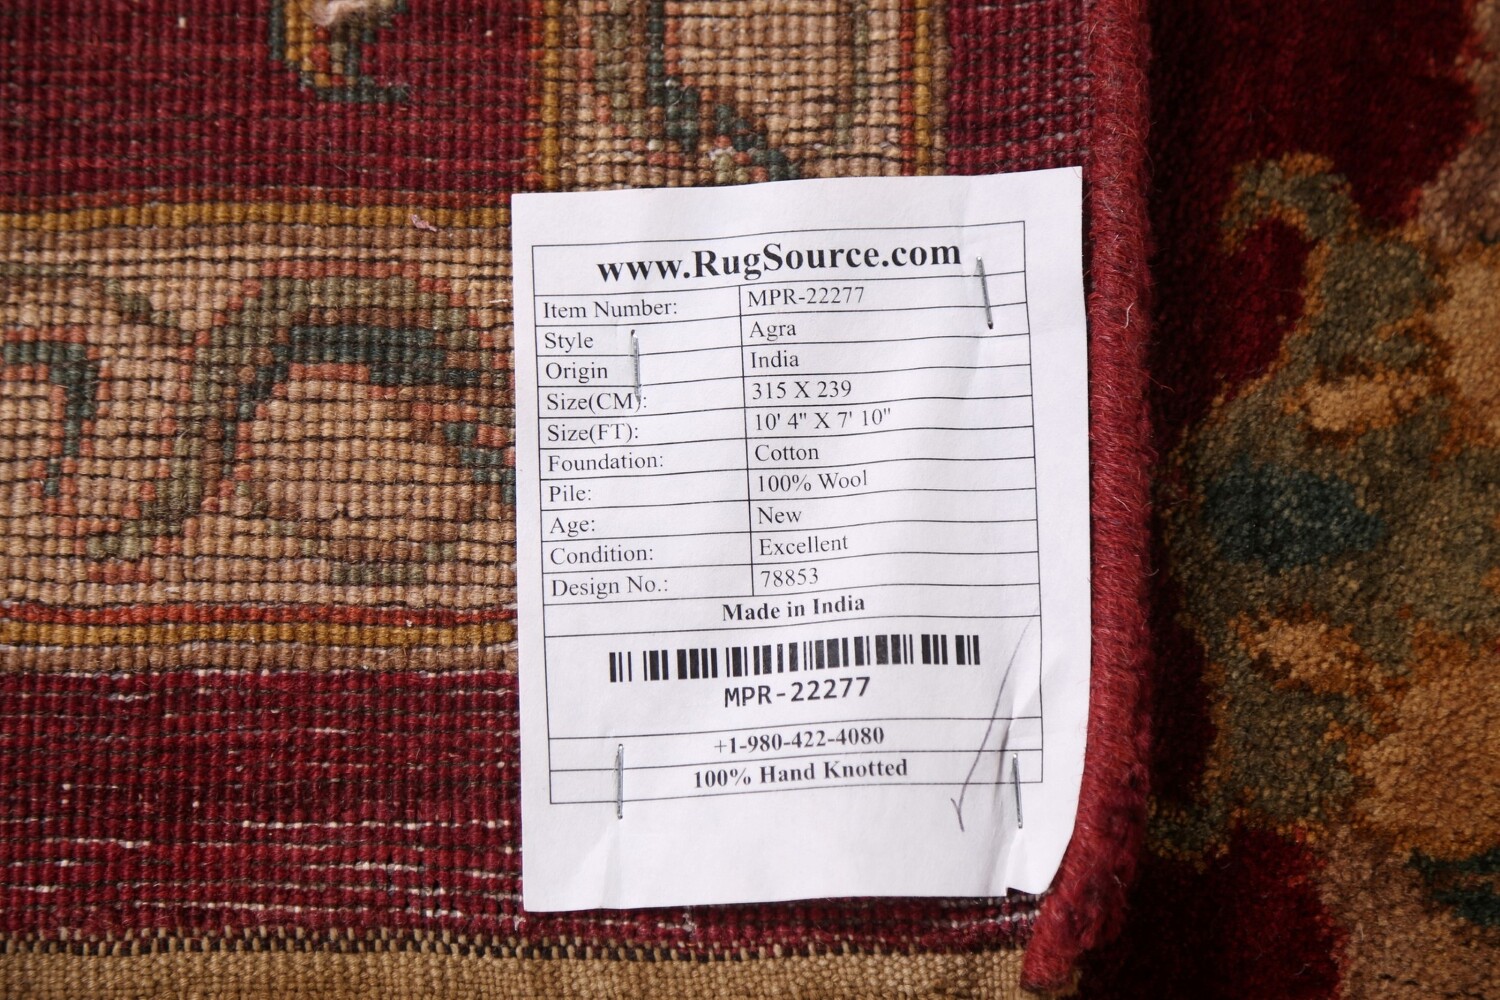 www.RugSource.com
Item Number: MPR-22277
Style Agra
Origin India
Size(CM): 315 X 239
Size(FT): 10' 4" X 7' 10"
Foundation: Cotton
Pile: 100% Wool
Age: New
Condition: Excellent
Design No.: 78853
Made in India
MPR-22277
+1-980-422-4080
100% Hand Knotted